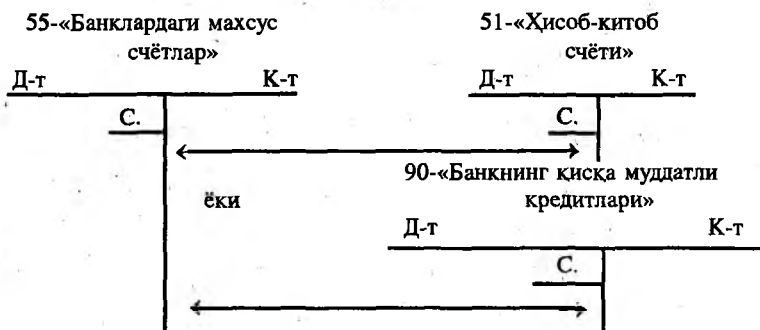 55-«Банклардаги махсус счётлар»
51-«Ҳисоб-китоб счёти»
Д-т К-т
Д-т К-т
С.
С.
90-«Банкнинг қисқа муддатли кредитлари»
ёки
Д-т К-т
С.